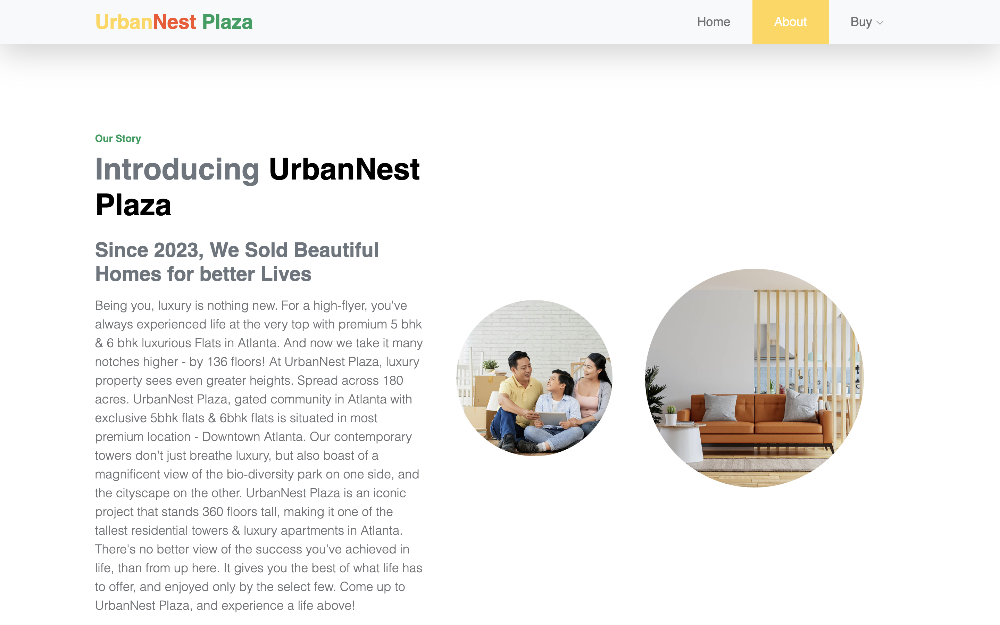 UrbanNest Plaza
Home
About
Buy
Our Story
Introducing UrbanNest
Plaza
Since 2023, We Sold Beautiful
Homes for better Lives
Being you, luxury is nothing new. For a high-flyer, you've
always experienced life at the very top with premium 5 bhk
& 6 bhk luxurious Flats in Atlanta. And now we take it many
notches higher - by 136 floors! At UrbanNest Plaza, luxury
property sees even greater heights. Spread across 180
acres. UrbanNest Plaza, gated community in Atlanta with
exclusive 5bhk flats & 6bhk flats is situated in most
premium location - Downtown Atlanta. Our contemporary
towers don't just breathe luxury, but also boast of a
magnificent view of the bio-diversity park on one side, and
the cityscape on the other. UrbanNest Plaza is an iconic
project that stands 360 floors tall, making it one of the
tallest residential towers & luxury apartments in Atlanta.
There's no better view of the success you've achieved in
life, than from up here. It gives you the best of what life has
to offer, and enjoyed only by the select few. Come up to
UrbanNest Plaza, and experience a life above!